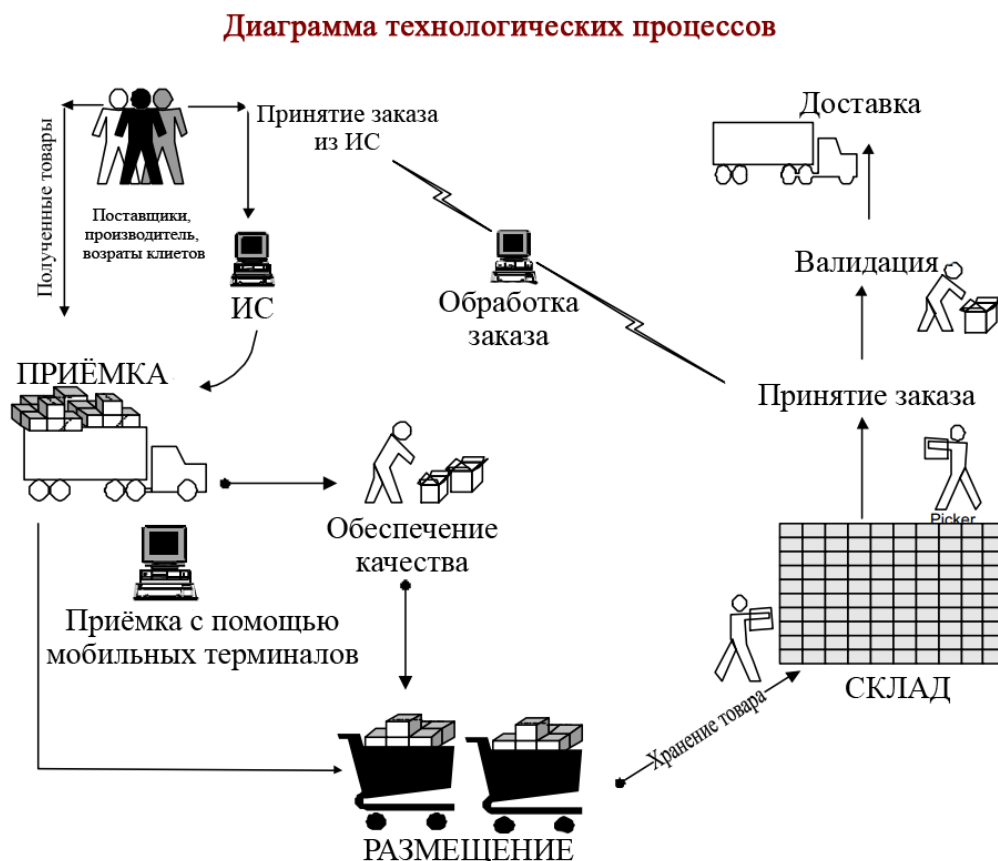 Диаграмма технологических процессов
Принятие заказа
из ИС
Доставка
Полученные товары
Поставщики,
производитель,
возраты клиетов
ИС
Обработка
заказа
Валидация
ПРИЁМКА
Принятие заказа
Picker
Обеспечение
качества
Приёмка с помощью
мобильных терминалов
СКЛАД
Хранение товара
РАЗМЕЩЕНИЕ